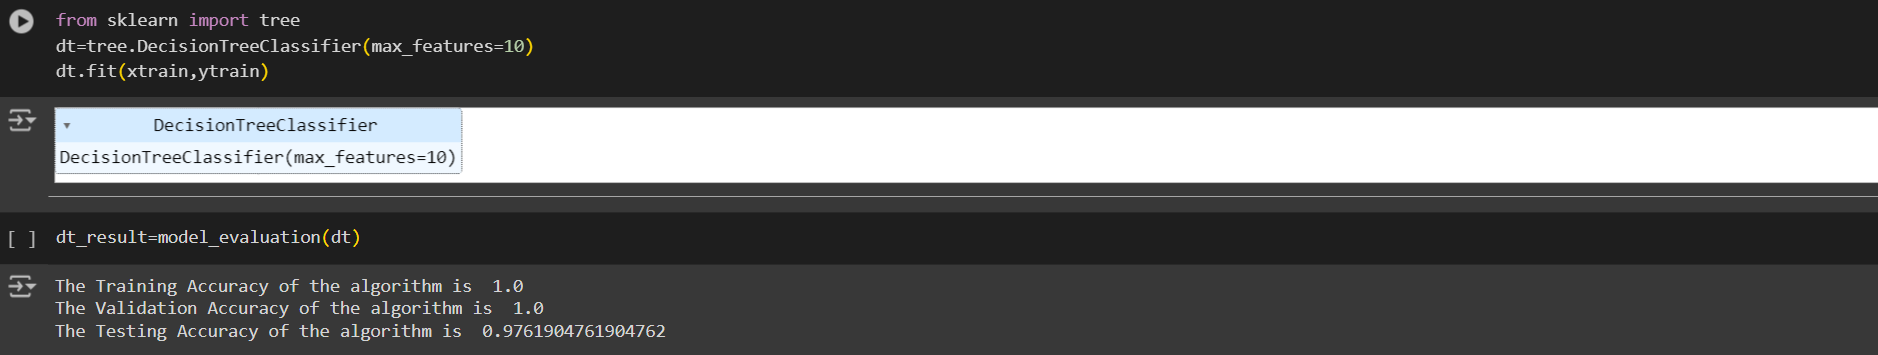 from sklearn import tree
dt=tree.DecisionTreeClassifier(max_features=10)
dt.fit(xtrain,ytrain)
▾ DecisionTreeClassifier
DecisionTreeClassifier(max_features=10)
[ ] dt_result=model_evaluation(dt)
The Training Accuracy of the algorithm is  1.0
The Validation Accuracy of the algorithm is  1.0
The Testing Accuracy of the algorithm is  0.9761904761904762